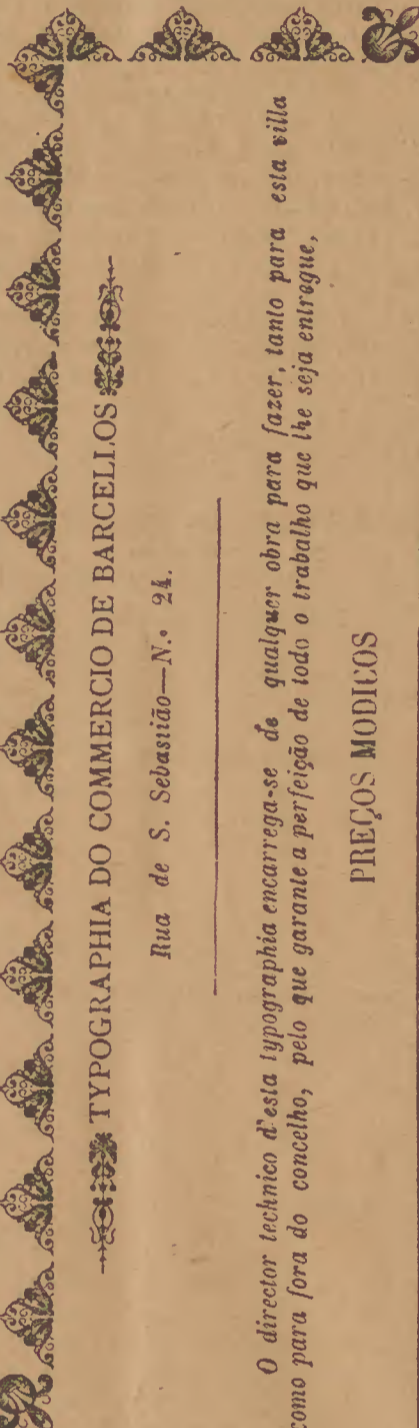 TYPOGRAPHIA DO COMMERCIO DE BARCELLOS
Rua de S. Sebastião—N.º 24.
O director technico d'esta typographia encarrega-se de qualquer obra para fazer, tanto para esta villa
como para fora do concelho, pelo que garante a perfeição de todo o trabalho que lhe seja entregue,
PREÇOS MODICOS